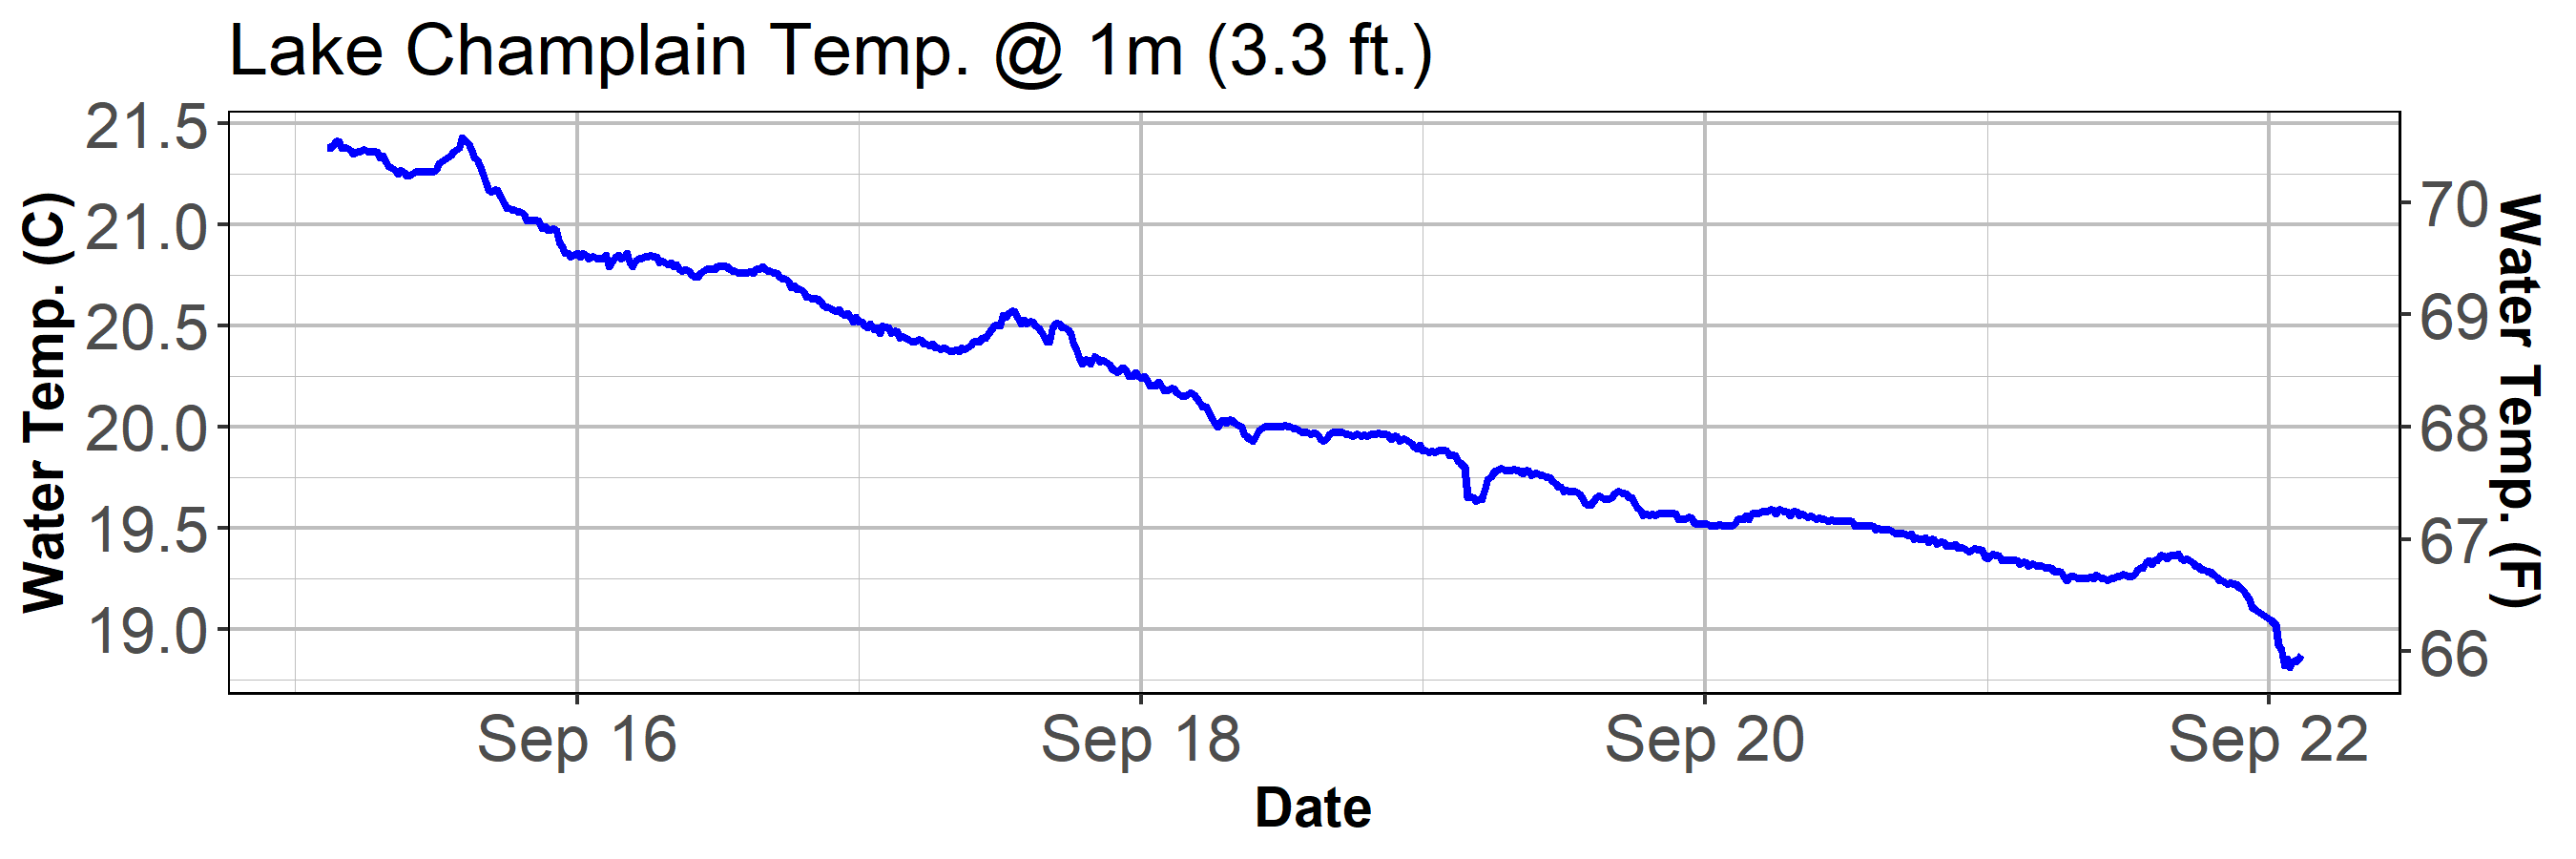 Lake Champlain Temp. @ 1m (3.3 ft.)
Water Temp. (C)
21.5
21.0
20.5
20.0
19.5
19.0
70
69
68
67
66
Water Temp. (F)
Sep 16
Sep 18
Sep 20
Sep 22
Date